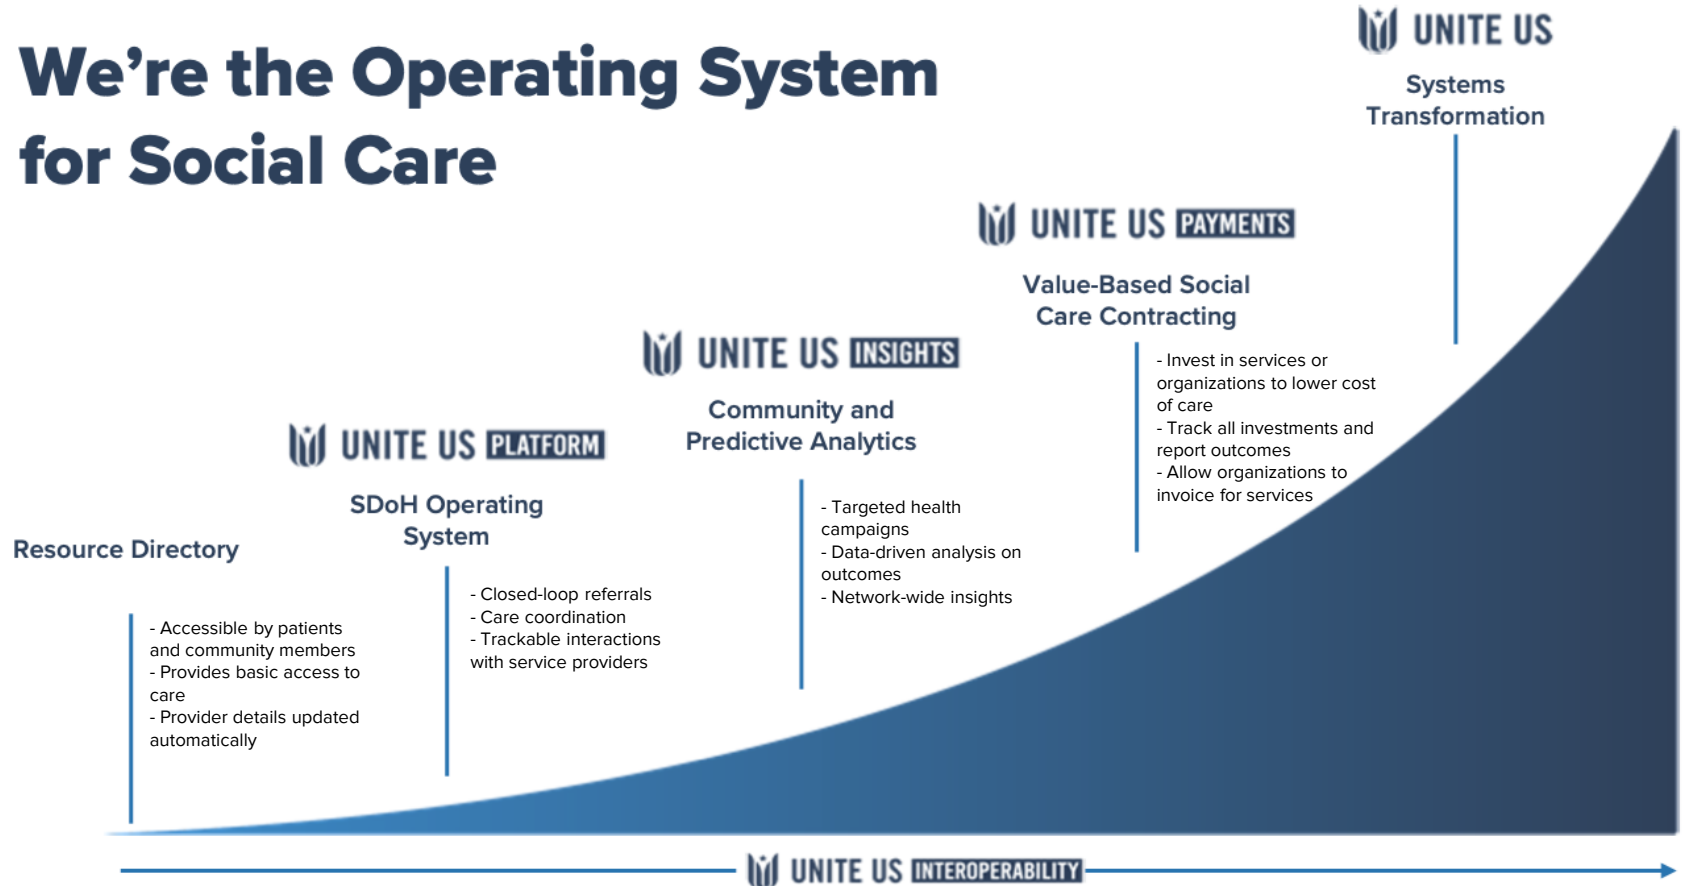 We're the Operating System
for Social Care
Resource Directory
- Accessible by patients
and community members
- Provides basic access to
care
- Provider details updated
automatically
UNITE US PLATFORM
SDoH Operating
System
- Closed-loop referrals
- Care coordination
- Trackable interactions
with service providers
UNITE US INSIGHTS
Community and
Predictive Analytics
- Targeted health
campaigns
- Data-driven analysis on
outcomes
- Network-wide insights
UNITE US PAYMENTS
Value-Based Social
Care Contracting
- Invest in services or
organizations to lower cost
of care
- Track all investments and
report outcomes
- Allow organizations to
invoice for services
UNITE US
Systems
Transformation
UNITE US INTEROPERABILITY